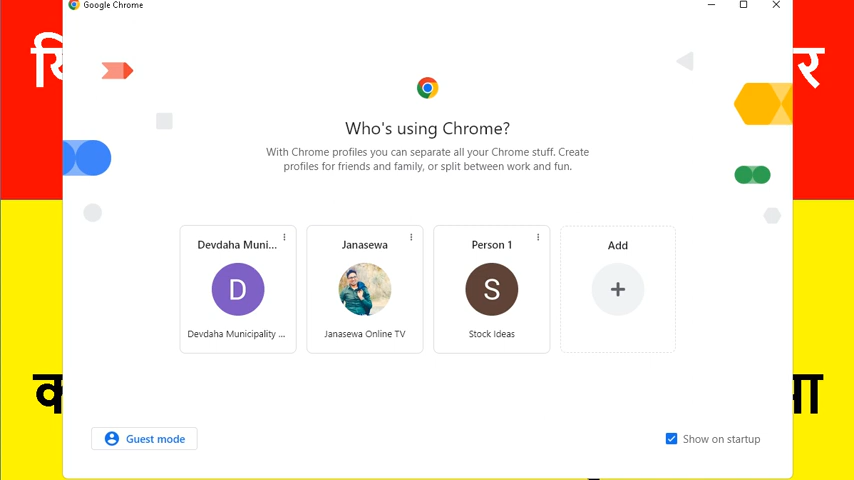 Google Chrome
Who's using Chrome?
With Chrome profiles you can separate all your Chrome stuff. Create
profiles for friends and family, or split between work and fun.
Devdaha Muni...
Janasewa
Person 1
Add
D
S
Devdaha Municipality ...
Janasewa Online TV
Stock Ideas
Guest mode
Show on startup